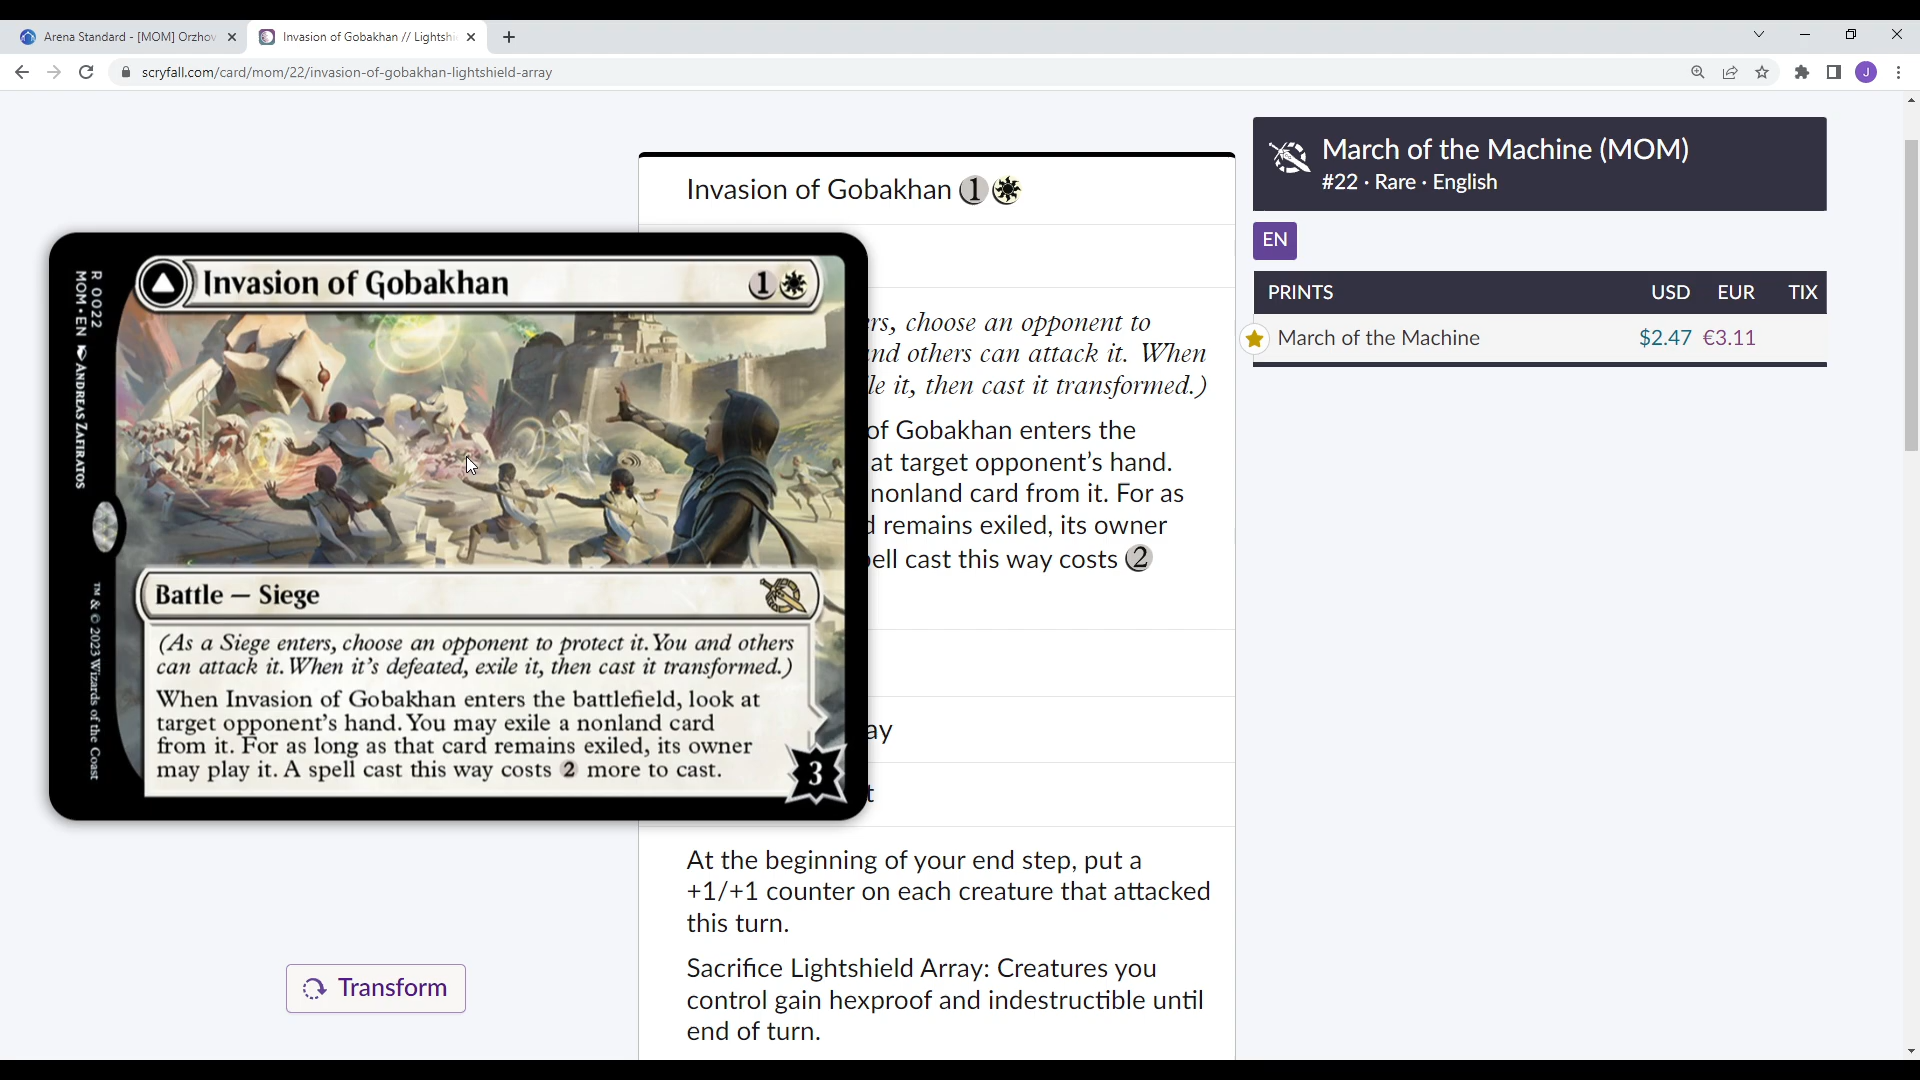 Arena Standard - [MOM] Orzhov
Invasion of Gobakhan // Lightshi
scryfall.com/card/mom/22/invasion-of-gobakhan-lightshield-array
J
Invasion of Gobakhan 1
ers, choose an opponent to
and others can attack it. When
le it, then cast it transformed.)
of Gobakhan enters the
at target opponent's hand.
nonland card from it. For as
d remains exiled, its owner
ell cast this way costs 2
ay
t
At the beginning of your end step, put a
+1/+1 counter on each creature that attacked
this turn.
Sacrifice Lightshield Array: Creatures you
control gain hexproof and indestructible until
end of turn.
Invasion of Gobakhan 1
R 0022
MOM • EN ANDREAS ZAFIRATOS
™ & © 2023 Wizards of the Coast
Battle — Siege
(As a Siege enters, choose an opponent to protect it. You and others
can attack it. When it's defeated, exile it, then cast it transformed.)
When Invasion of Gobakhan enters the battlefield, look at
target opponent's hand. You may exile a nonland card
from it. For as long as that card remains exiled, its owner
may play it. A spell cast this way costs 2 more to cast.
3
Transform
March of the Machine (MOM)
#22 · Rare · English
EN
PRINTS USD EUR TIX
March of the Machine $2.47 €3.11